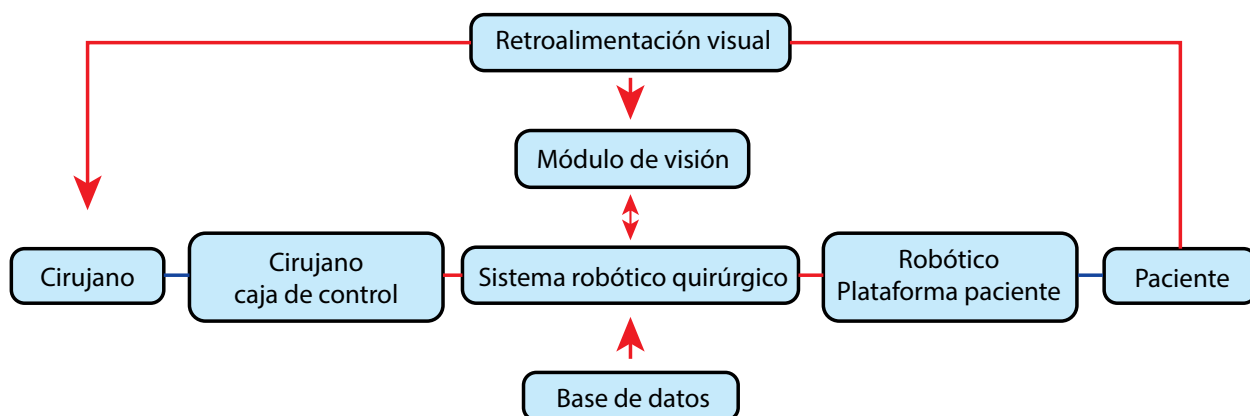 Retroalimentación visual
Módulo de visión
Cirujano
Cirujano
caja de control
Sistema robótico quirúrgico
Robótico
Plataforma paciente
Paciente
Base de datos